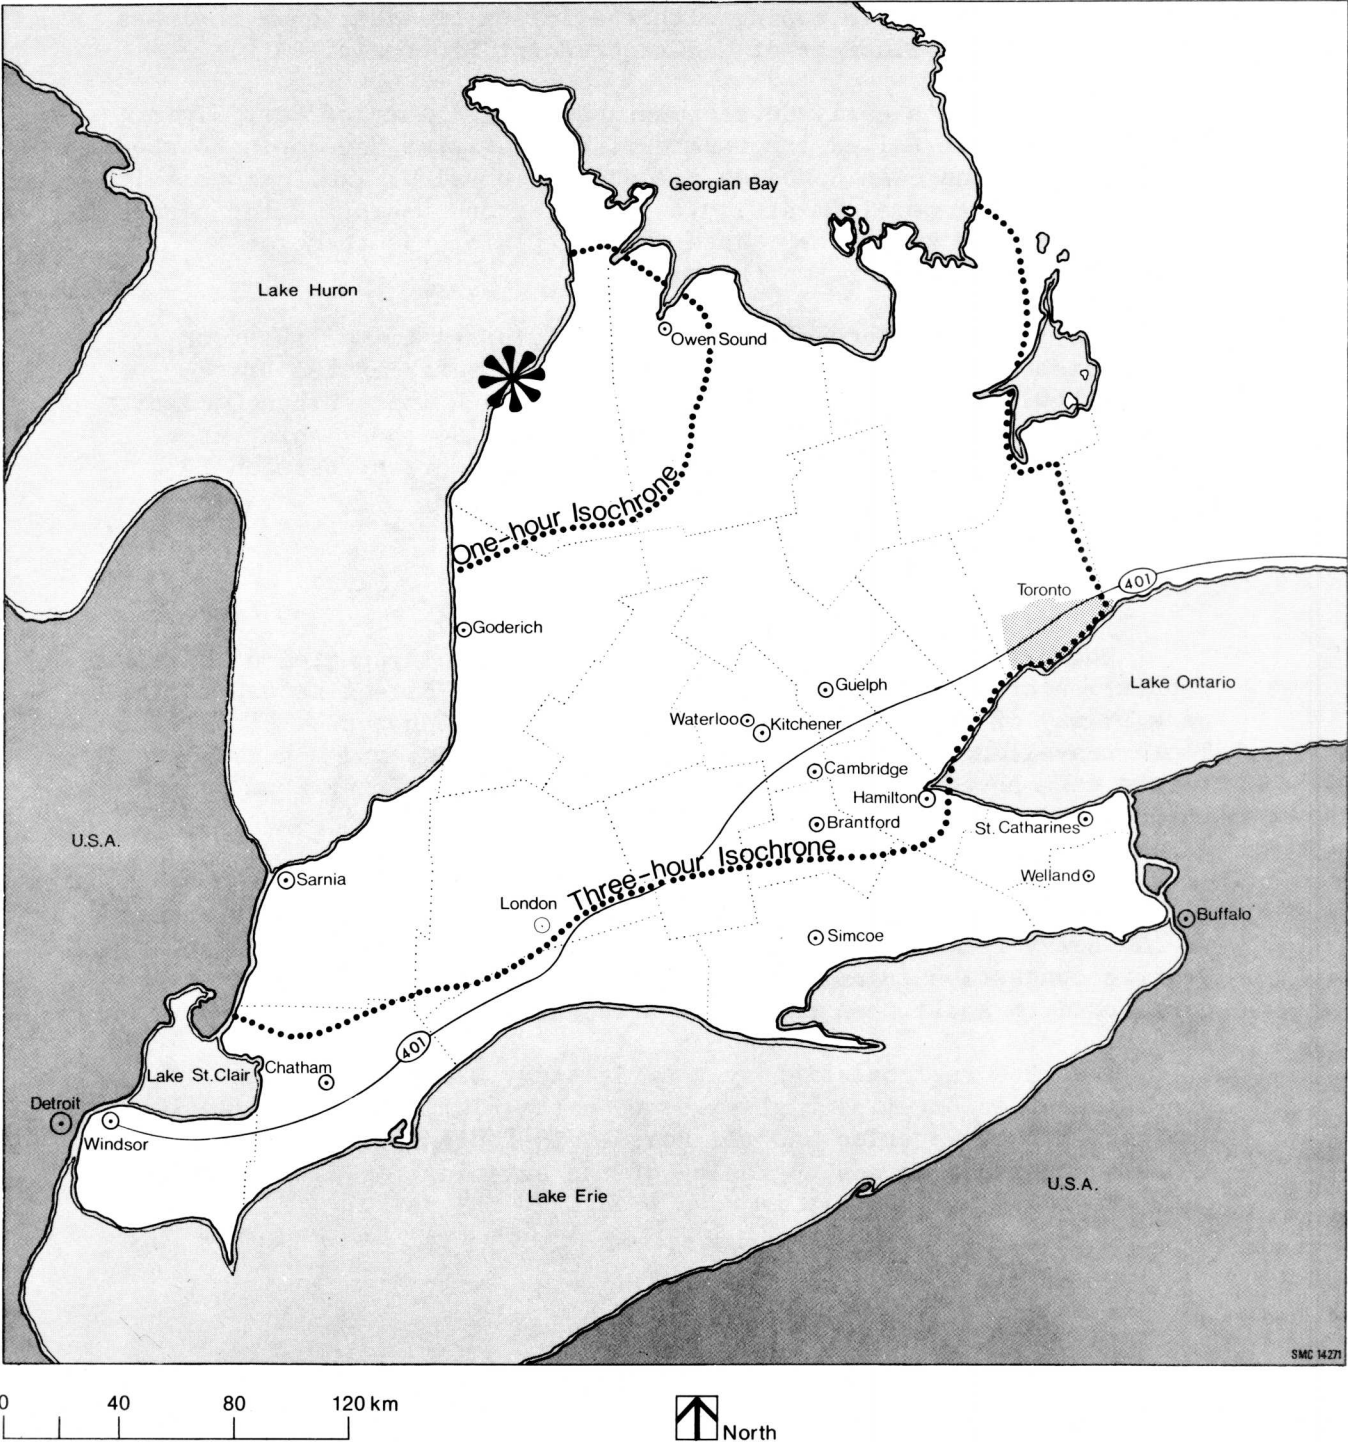 Georgian Bay
Lake Huron
Owen Sound
One-hour Isochrone
401
Toronto
Goderich
Guelph
Lake Ontario
Waterloo
Kitchener
Cambridge
Hamilton
Brantford
St. Catharines
U.S.A.
Three-hour Isochrone
Sarnia
Welland
London
Buffalo
Simcoe
401
Chatham
Lake St. Clair
Detroit
Windsor
Lake Erie
U.S.A.
SMC 14271
0 40 80 120 km
North